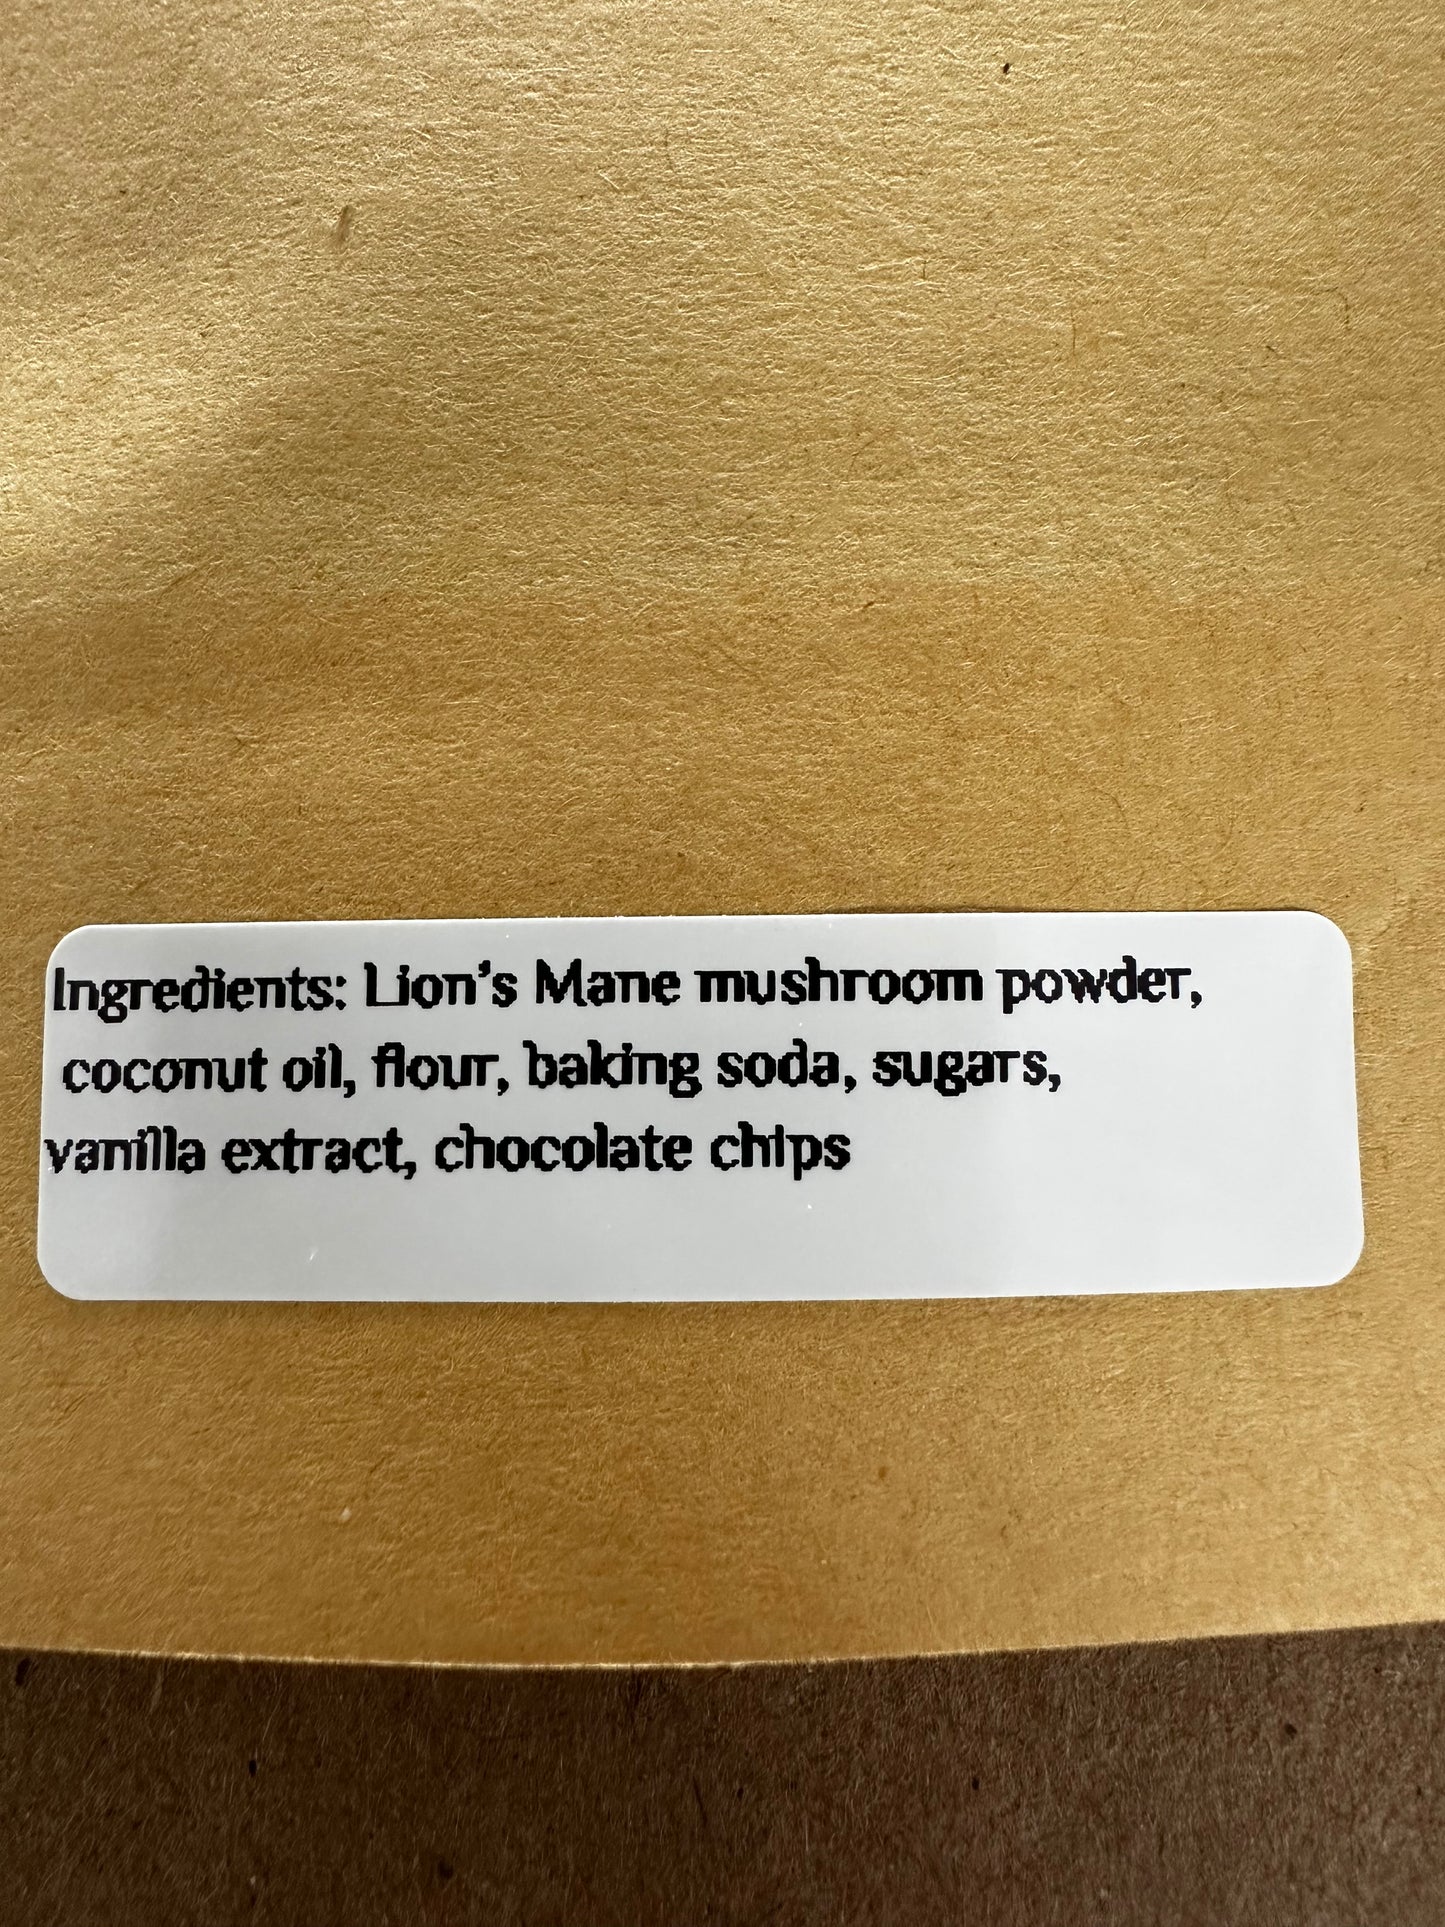 Ingredients: Lion's Mane mushroom powder,
coconut oil, flour, baking soda, sugars,
vanilla extract, chocolate chips